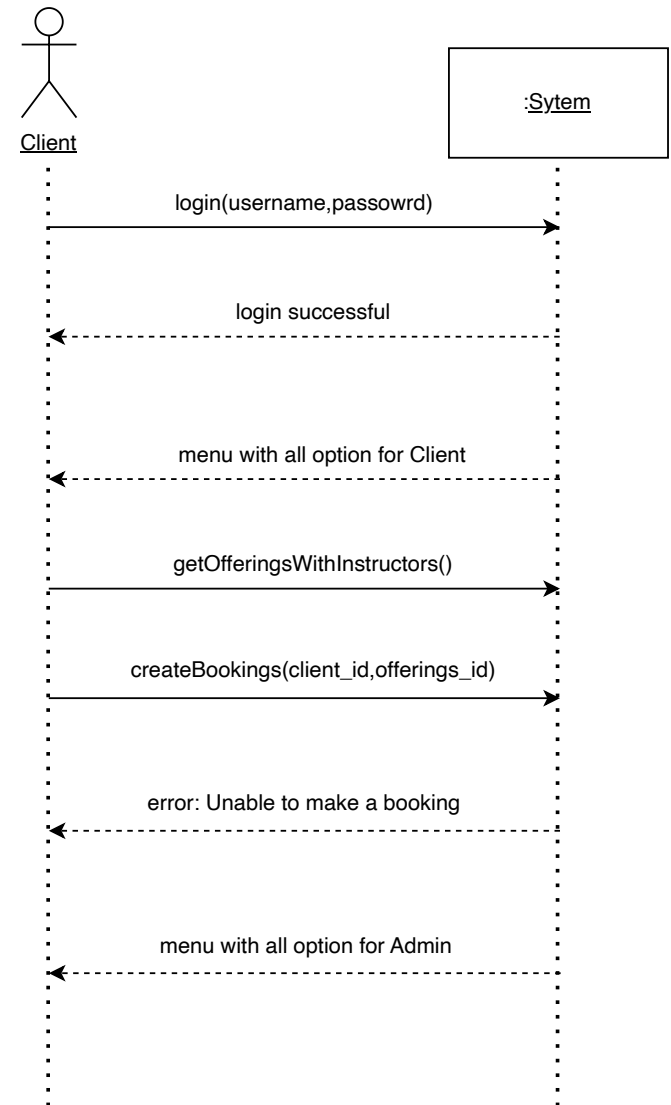 Client
:Sytem
login(username,passowrd)
login successful
menu with all option for Client
getOfferingsWithInstructors()
createBookings(client_id,offerings_id)
error: Unable to make a booking
menu with all option for Admin